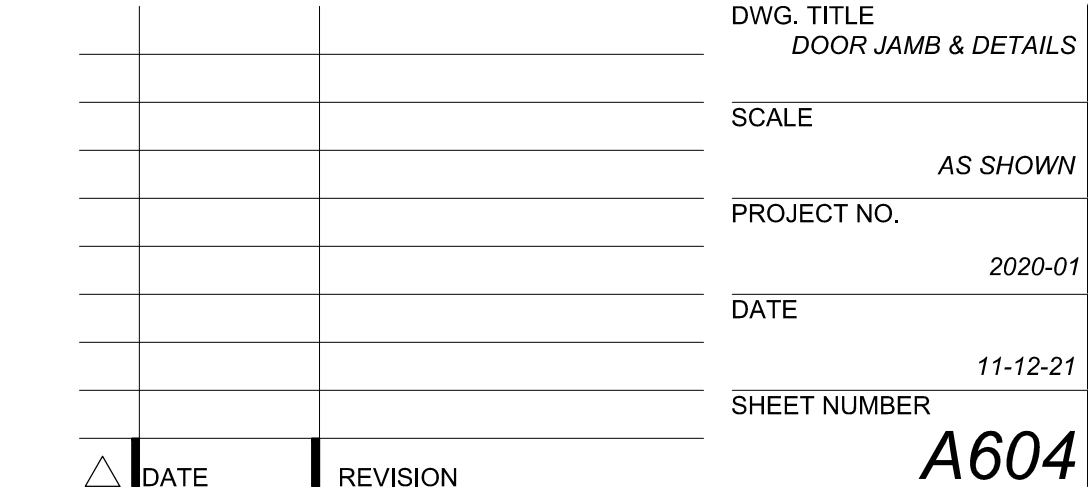 DWG. TITLE
DOOR JAMB & DETAILS
SCALE
AS SHOWN
PROJECT NO.
2020-01
DATE
11-12-21
SHEET NUMBER
A604
DATE REVISION